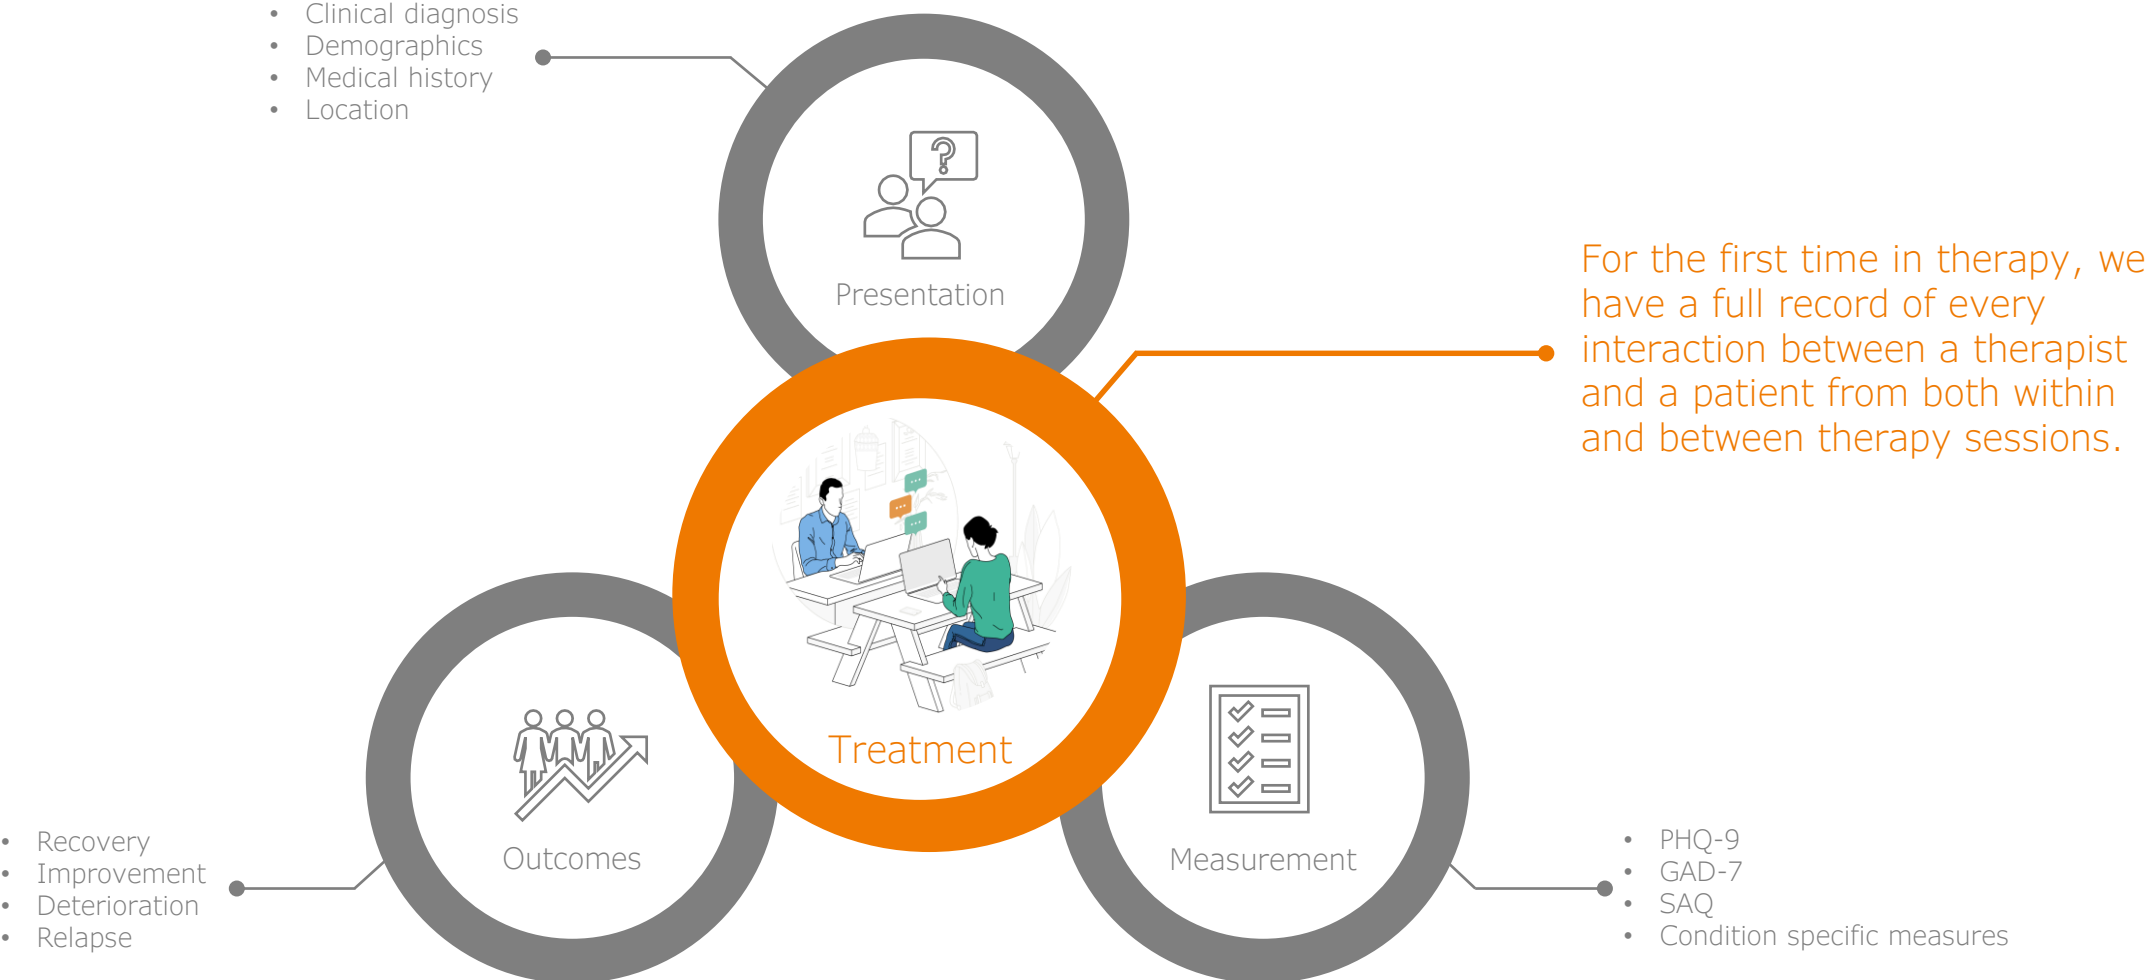 • Clinical diagnosis
• Demographics
• Medical history
• Location
?
Presentation
For the first time in therapy, we
have a full record of every
interaction between a therapist
and a patient from both within
and between therapy sessions.
Treatment
Outcomes
• Recovery
• Improvement
• Deterioration
• Relapse
Measurement
• PHQ-9
• GAD-7
• SAQ
• Condition specific measures